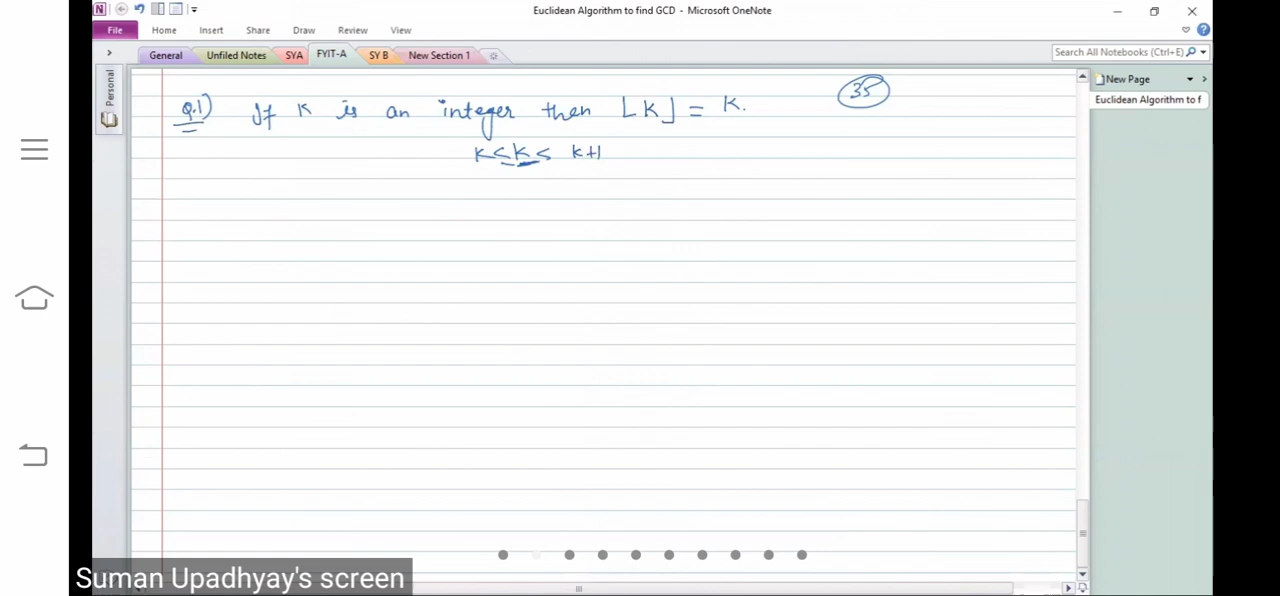 Euclidean Algorithm to find GCD - Microsoft OneNote
File Home Insert Share Draw Review View
General Unfiled Notes SYA FYIT-A SY B New Section 1
Search All Notebooks (Ctrl+E)
New Page
Personal
Euclidean Algorithm to f
35
Q.1) If K is an integer then ⌊K⌋ = K.
K ≤ K < K+1
Suman Upadhyay's screen